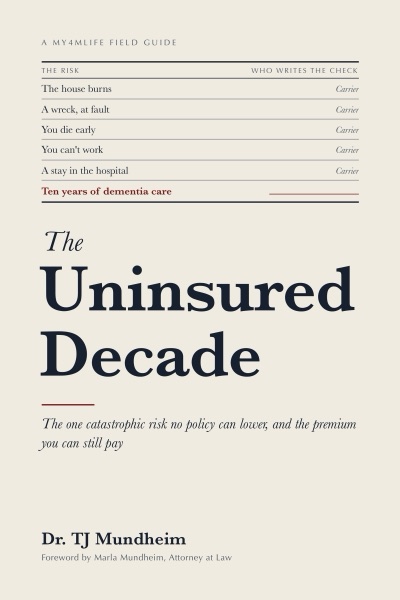 A MY4MLIFE FIELD GUIDE
THE RISK WHO WRITES THE CHECK
The house burns Carrier
A wreck, at fault Carrier
You die early Carrier
You can't work Carrier
A stay in the hospital Carrier
Ten years of dementia care
The
Uninsured
Decade
The one catastrophic risk no policy can lower, and the premium
you can still pay
Dr. TJ Mundheim
Foreword by Marla Mundheim, Attorney at Law